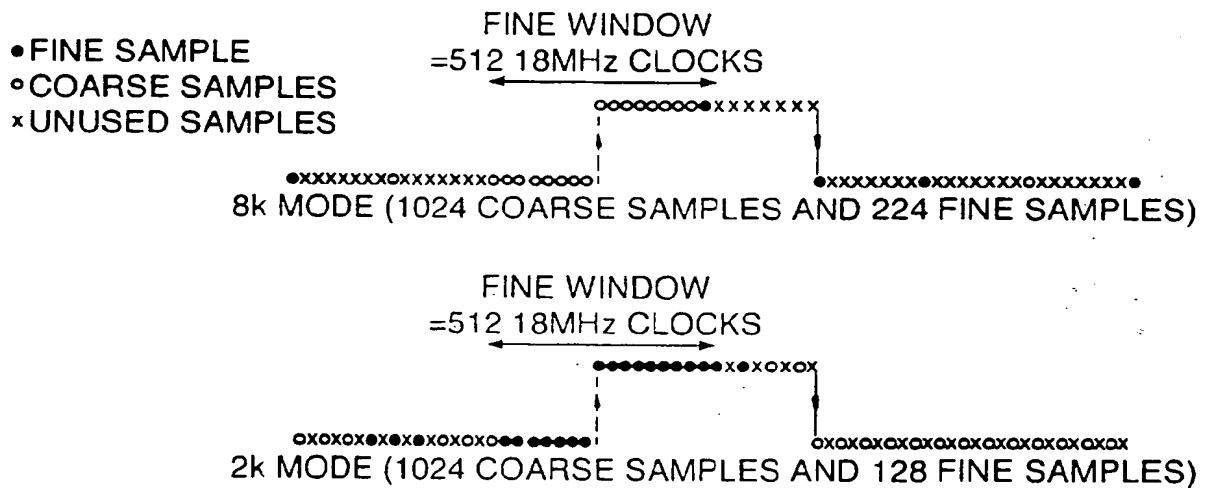 FINE WINDOW
=512 18MHz CLOCKS
•FINE SAMPLE
∘COARSE SAMPLES
×UNUSED SAMPLES
8k MODE (1024 COARSE SAMPLES AND 224 FINE SAMPLES)
FINE WINDOW
=512 18MHz CLOCKS
2k MODE (1024 COARSE SAMPLES AND 128 FINE SAMPLES)